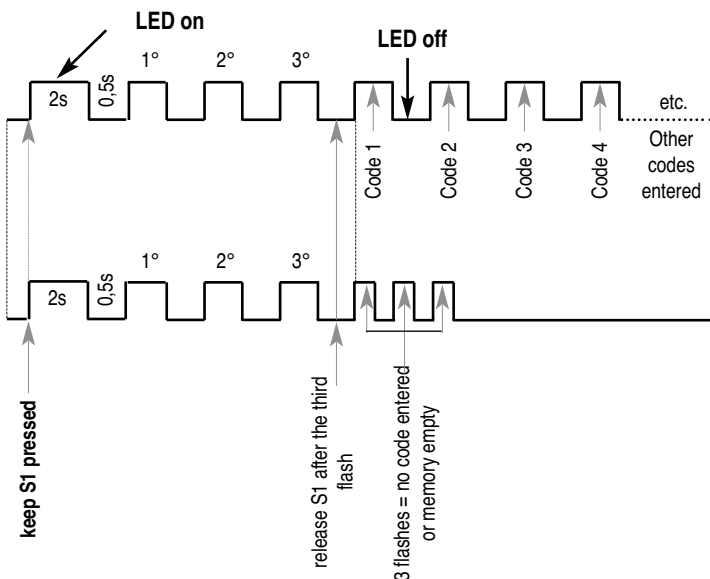 LED on
LED off
1°
2°
3°
2s
0,5s
etc.
Code 1
Code 2
Code 3
Code 4
Other
codes
entered
1°
2°
3°
2s
0,5s
keep S1 pressed
release S1 after the third
flash
3 flashes = no code entered
or memory empty